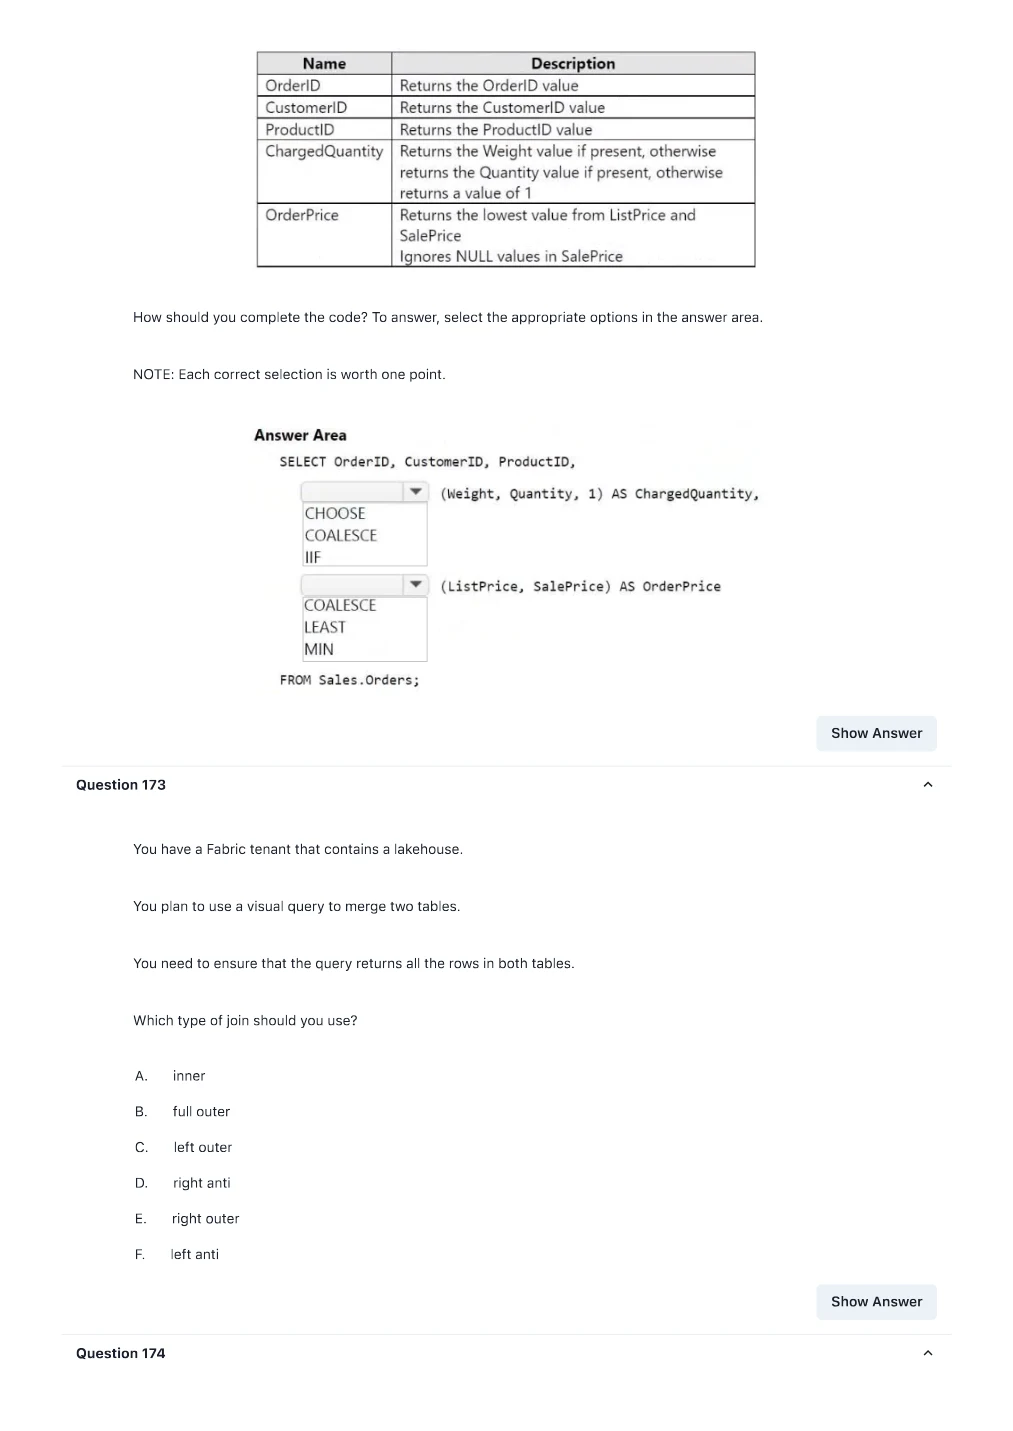 Name Description
OrderID Returns the OrderID value
CustomerID Returns the CustomerID value
ProductID Returns the ProductID value
ChargedQuantity Returns the Weight value if present, otherwise
returns the Quantity value if present, otherwise
returns a value of 1
OrderPrice Returns the lowest value from ListPrice and
SalePrice
Ignores NULL values in SalePrice
How should you complete the code? To answer, select the appropriate options in the answer area.
NOTE: Each correct selection is worth one point.
Answer Area
SELECT OrderID, CustomerID, ProductID,
(Weight, Quantity, 1) AS ChargedQuantity,
CHOOSE
COALESCE
IIF
(ListPrice, SalePrice) AS OrderPrice
COALESCE
LEAST
MIN
FROM Sales.Orders;
Show Answer
Question 173
You have a Fabric tenant that contains a lakehouse.
You plan to use a visual query to merge two tables.
You need to ensure that the query returns all the rows in both tables.
Which type of join should you use?
A. inner
B. full outer
C. left outer
D. right anti
E. right outer
F. left anti
Show Answer
Question 174